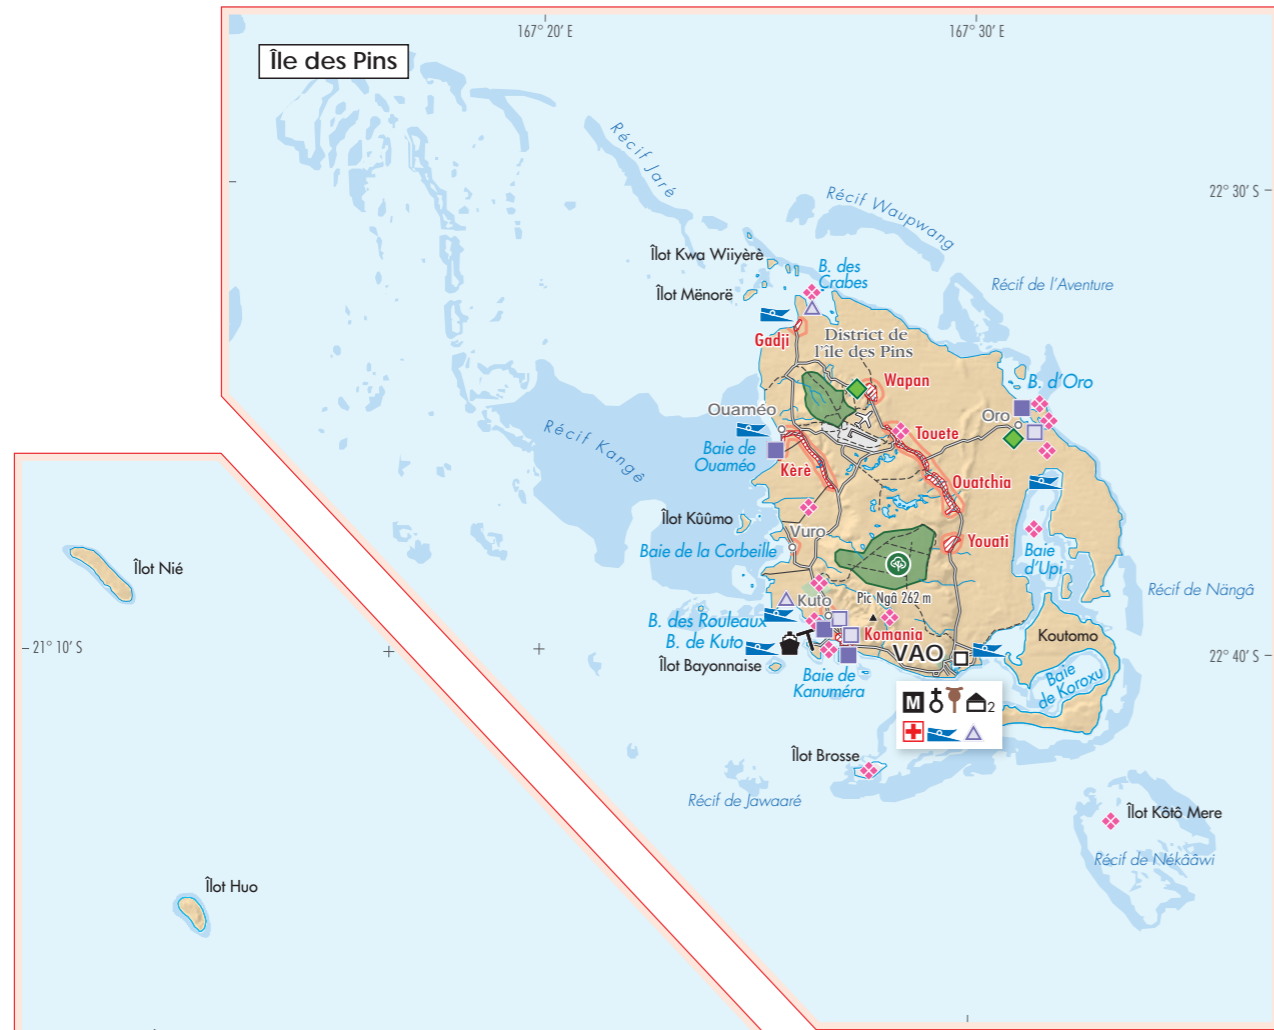 167° 20' E
167° 30' E
Île des Pins
Récif Jaré
22° 30' S
Récif Waupwang
Îlot Kwa Wiiyèrè
B. des
Crabes
Récif de l'Aventure
Îlot Mënorë
Gadji
District de
l'île des Pins
Wapan
B. d'Oro
Ouaméo
Oro
Touete
Récif Kangê
Baie de
Ouaméo
Kèrè
Ouatchia
Îlot Kûûmo
Vuro
Youati
Baie de la Corbeille
Baie
d'Upi
Îlot Nié
Récif de Nängâ
Pic Ngâ 262 m
Kuto
B. des Rouleaux
Komania
Koutomo
B. de Kuto
21° 10' S
VAO
22° 40' S
Îlot Bayonnaise
Baie de
Kanuméra
Baie
de Koroxu
M
2
Îlot Brosse
Récif de Jawaaré
Îlot Kôtô Mere
Récif de Nékââwi
Îlot Huo